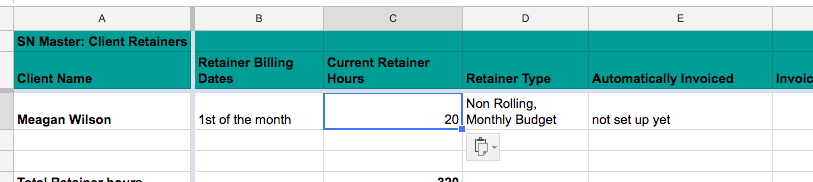 A B C D E
SN Master: Client Retainers
Client Name
Retainer Billing
Dates
Current Retainer
Hours
Retainer Type
Automatically Invoiced
Invoic
Meagan Wilson
1st of the month
20
Non Rolling,
Monthly Budget
not set up yet
Total Retainer hours
320